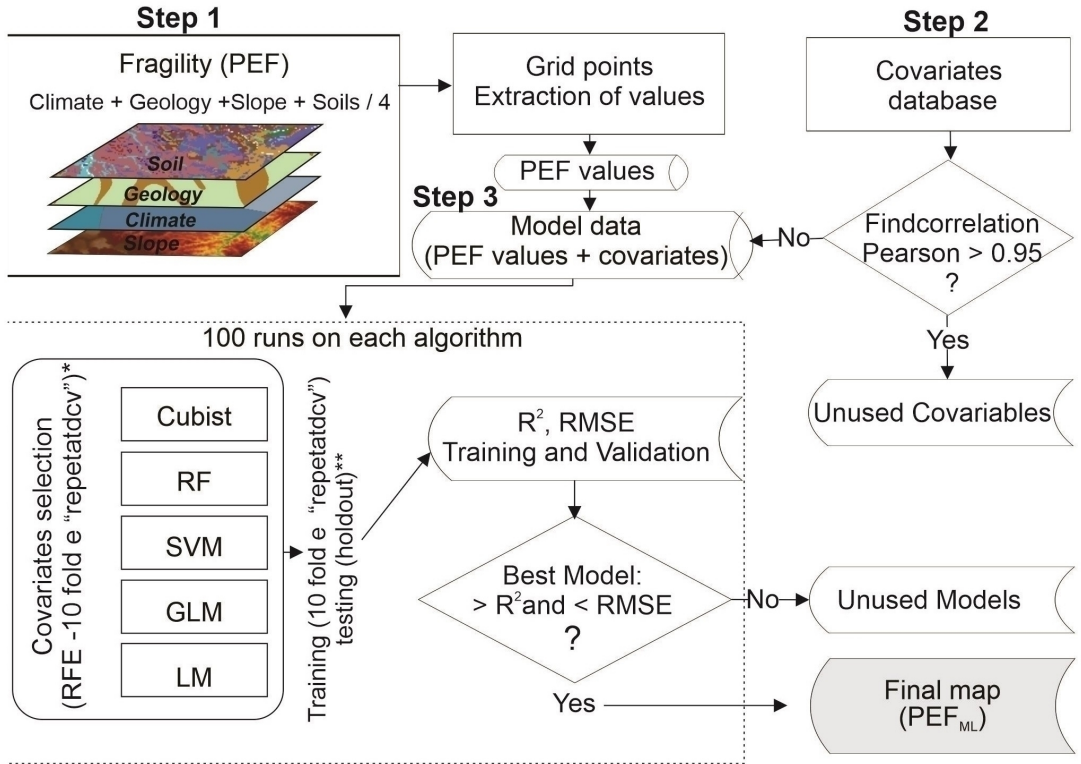 Step 1
Fragility (PEF)
Climate + Geology +Slope + Soils / 4
Soil
Geology
Climate
Slope
Grid points
Extraction of values
PEF values
Step 2
Covariates
database
Findcorrelation
Pearson > 0.95
?
No
Yes
Unused Covariables
Step 3
Model data
(PEF values + covariates)
100 runs on each algorithm
Covariates selection
(RFE -10 fold e “repetatdcv”)*
Cubist
RF
SVM
GLM
LM
Training (10 fold e “repetatdcv”)
testing (holdout)**
R², RMSE
Training and Validation
Best Model:
> R²and < RMSE
?
No
Unused Models
Yes
Final map
(PEF_ML)